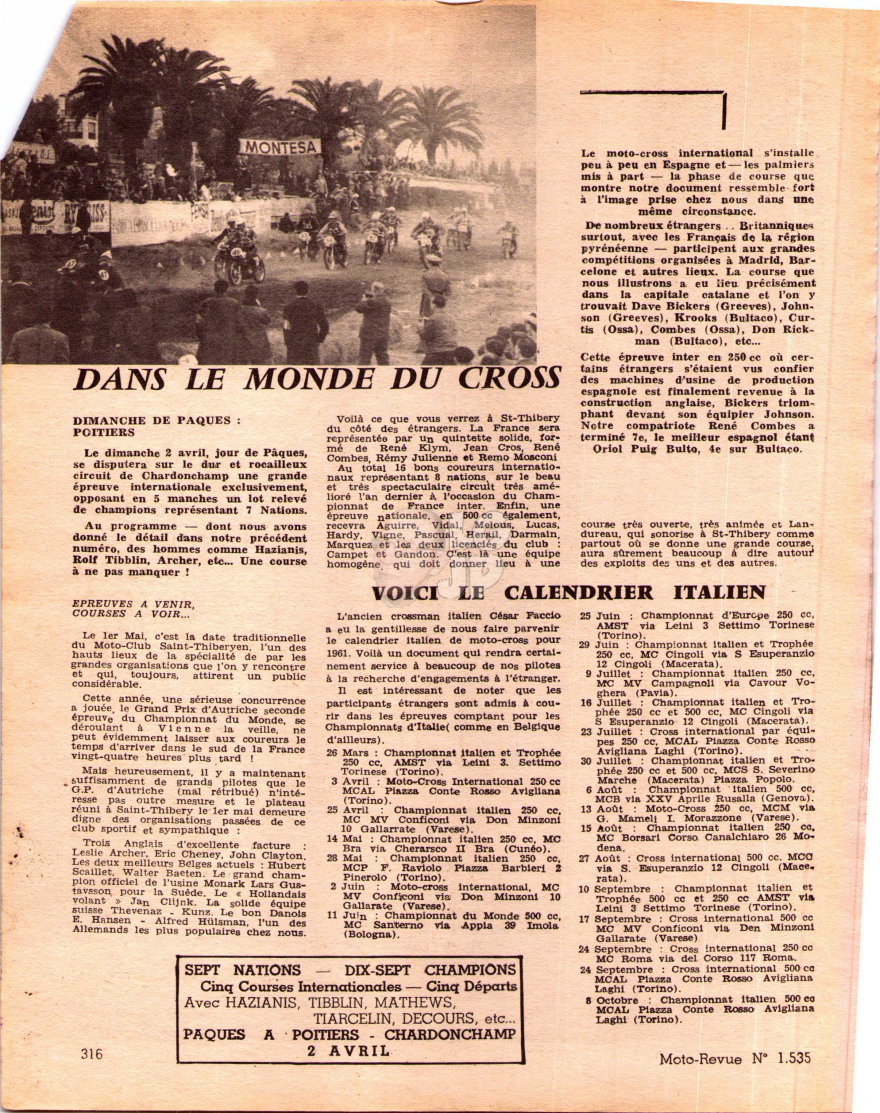 MONTESA
Le moto-cross international s'installe
peu à peu en Espagne et — les palmiers
mis à part — la phase de course que
montre notre document ressemble fort
à l'image prise chez nous dans une
même circonstance.
De nombreux étrangers .. Britanniques
surtout, avec les Français de la région
pyrénéenne — participent aux grandes
compétitions organisées à Madrid, Bar-
celone et autres lieux. La course que
nous illustrons a eu lieu précisément
dans la capitale catalane et l'on y
trouvait Dave Bickers (Greeves), John-
son (Greeves), Krooks (Bultaco), Cur-
tis (Ossa), Combes (Ossa), Don Rick-
man (Bultaco), etc...
Cette épreuve inter en 250 cc où cer-
tains étrangers s'étaient vus confier
des machines d'usine de production
espagnole est finalement revenue à la
construction anglaise, Bickers triom-
phant devant son équipier Johnson.
Notre compatriote René Combes a
terminé 7e, le meilleur espagnol étant
Oriol Puig Bulto, 4e sur Bultaco.
DANS LE MONDE DU CROSS
DIMANCHE DE PAQUES :
POITIERS
Le dimanche 2 avril, jour de Pâques,
se disputera sur le dur et rocailleux
circuit de Chardonchamp une grande
épreuve internationale exclusivement,
opposant en 5 manches un lot relevé
de champions représentant 7 Nations.
Au programme — dont nous avons
donné le détail dans notre précédent
numéro, des hommes comme Hazianis,
Rolf Tibblin, Archer, etc... Une course
à ne pas manquer !
EPREUVES A VENIR,
COURSES A VOIR...
Le 1er Mai, c'est la date traditionnelle
du Moto-Club Saint-Thiberyen, l'un des
hauts lieux de la spécialité de par les
grandes organisations que l'on y rencontre
et qui, toujours, attirent un public
considérable.
Cette année, une sérieuse concurrence
a jouée, le Grand Prix d'Autriche seconde
épreuve du Championnat du Monde, se
déroulant à Vienne la veille, ne
peut évidemment laisser aux coureurs le
temps d'arriver dans le sud de la France
vingt-quatre heures plus tard !
Mais heureusement, il y a maintenant
suffisamment de grands pilotes que le
G.P. d'Autriche (mal rétribué) n'inté-
resse pas outre mesure et le plateau
réuni à Saint-Thibery le 1er mai demeure
digne des organisations passées de ce
club sportif et sympathique :
Trois Anglais d'excellente facture :
Leslie Archer, Eric Cheney, John Clayton.
Les deux meilleurs Belges actuels : Hubert
Scaillet, Walter Baeten. Le grand cham-
pion officel de l'usine Monark Lars Gus-
tavsson pour la Suède. Le « Hollandais
volant » Jan Clijnk. La solide équipe
suisse Thevenaz - Kunz. Le bon Danois
E. Hansen - Alfred Hülsman, l'un des
Allemands les plus populaires chez nous.
Voilà ce que vous verrez à St-Thibery
du côté des étrangers. La France sera
représentée par un quintette solide, for-
mé de René Klym, Jean Cros, René
Combes, Rémy Julienne et Remo Mosconi
Au total 16 bons coureurs internatio-
naux représentant 8 nations, sur le beau
et très spectaculaire circuit très amé-
lioré l'an dernier à l'occasion du Cham-
pionnat de France inter. Enfin, une
épreuve nationale, en 500 cc également,
recevra Aguirre, Vidal, Melous, Lucas,
Hardy, Vigne, Pascual, Herail, Darmain,
Marquez et les deux licenciés du club :
Campet et Gandon. C'est là une équipe
homogène, qui doit donner lieu à une
course très ouverte, très animée et Lan-
dureau, qui sonorise à St-Thibery comme
partout où se donne une grande course,
aura sûrement beaucoup à dire autour
des exploits des uns et des autres.
VOICI LE CALENDRIER ITALIEN
L'ancien crossman italien César Faccio
a eu la gentillesse de nous faire parvenir
le calendrier italien de moto-cross pour
1961. Voilà un document qui rendra certai-
nement service à beaucoup de nos pilotes
à la recherche d'engagements à l'étranger.
Il est intéressant de noter que les
participants étrangers sont admis à cou-
rir dans les épreuves comptant pour les
Championnats d'Italie( comme en Belgique
d'ailleurs).
26 Mars : Championnat italien et Trophée
250 cc, AMST via Leini 3. Settimo
Torinese (Torino).
3 Avril : Moto-Cross International 250 cc
MCAL Piazza Conte Rosso Avigliana
(Torino).
25 Avril : Championnat italien 250 cc,
MC MV Conficoni via Don Minzoni
10 Gallarrate (Varese).
14 Mai : Championnat italien 250 cc, MC
Bra via Cherarsco II Bra (Cunéo).
28 Mai : Championnat italien 250 cc,
MCP F. Raviolo Piazza Barbieri 2
Pinerolo (Torino).
2 Juin : Moto-cross international, MC
MV Conficoni via Don Minzoni 10
Gallarate (Varese).
11 Juin : Championnat du Monde 500 cc,
MC Santerno via Appia 39 Imola
(Bologna).
25 Juin : Championnat d'Europe 250 cc,
AMST via Leini 3 Settimo Torinese
(Torino).
29 Juin : Championnat italien et Trophée
250 cc, MC Cingoli via S Esuperanzio
12 Cingoli (Macerata).
9 Juillet : Championnat italien 250 cc,
MC MV Campagnoli via Cavour Vo-
ghera (Pavia).
16 Juillet : Championnat italien et Tro-
phée 250 cc et 500 cc, MC Cingoli via
S Esuperanzio 12 Cingoli (Macerata).
23 Juillet : Cross international par équi-
pes 250 cc, MCAL Piazza Conte Rosso
Avigliana Laghi (Torino).
30 Juillet : Championnat italien et Tro-
phée 250 cc et 500 cc, MCS S. Severino
Marche (Macerata) Piazza Popolo.
6 Août : Championnat italien 500 cc,
MCB via XXV Aprile Rusalla (Genova).
13 Août : Moto-Cross 250 cc, MCM via
G. Mameli I. Morazzone (Varese).
15 Août : Championnat italien 250 cc,
MC Borsari Corso Canalchiaro 26 Mo-
dena.
27 Août : Cross international 500 cc. MCC
via S. Esuperanzio 12 Cingoli (Mace-
rata).
10 Septembre : Championnat italien et
Trophée 500 cc et 250 cc AMST via
Leini 3 Settimo Torinese (Torino).
17 Septembre : Cross international 500 cc
MC MV Conficoni via Den Minzoni
Gallarate (Varese)
24 Septembre : Cross international 250 cc
MC Roma via del Corso 117 Roma.
24 Septembre : Cross international 500 cc
MCAL Piazza Conte Rosso Avigliana
Laghi (Torino).
8 Octobre : Championnat italien 500 cc
MCAL Piazza Conte Rosso Avigliana
Laghi (Torino).
SEPT NATIONS — DIX-SEPT CHAMPIONS
Cinq Courses Internationales — Cinq Départs
Avec HAZIANIS, TIBBLIN, MATHEWS,
TIARCELIN, DECOURS, etc...
PAQUES A POITIERS - CHARDONCHAMP
2 AVRIL
316
Moto-Revue N° 1.535